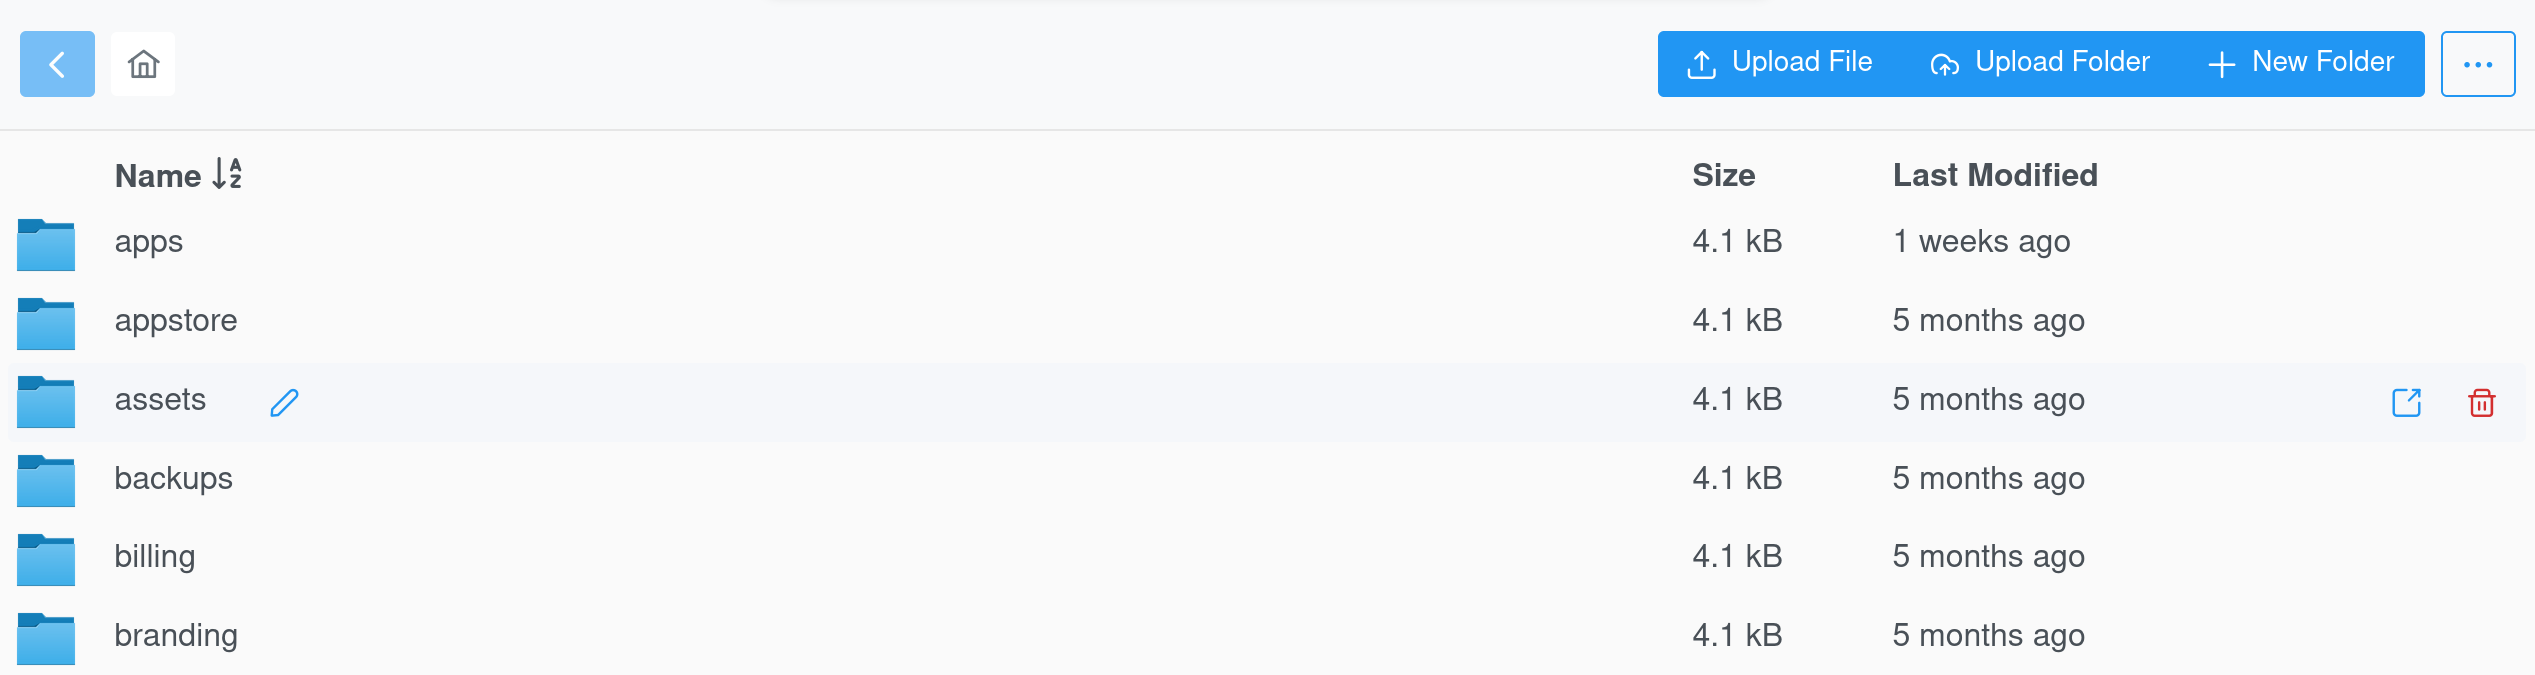 Upload File Upload Folder New Folder ...
Name Size Last Modified
apps 4.1 kB 1 weeks ago
appstore 4.1 kB 5 months ago
assets 4.1 kB 5 months ago
backups 4.1 kB 5 months ago
billing 4.1 kB 5 months ago
branding 4.1 kB 5 months ago